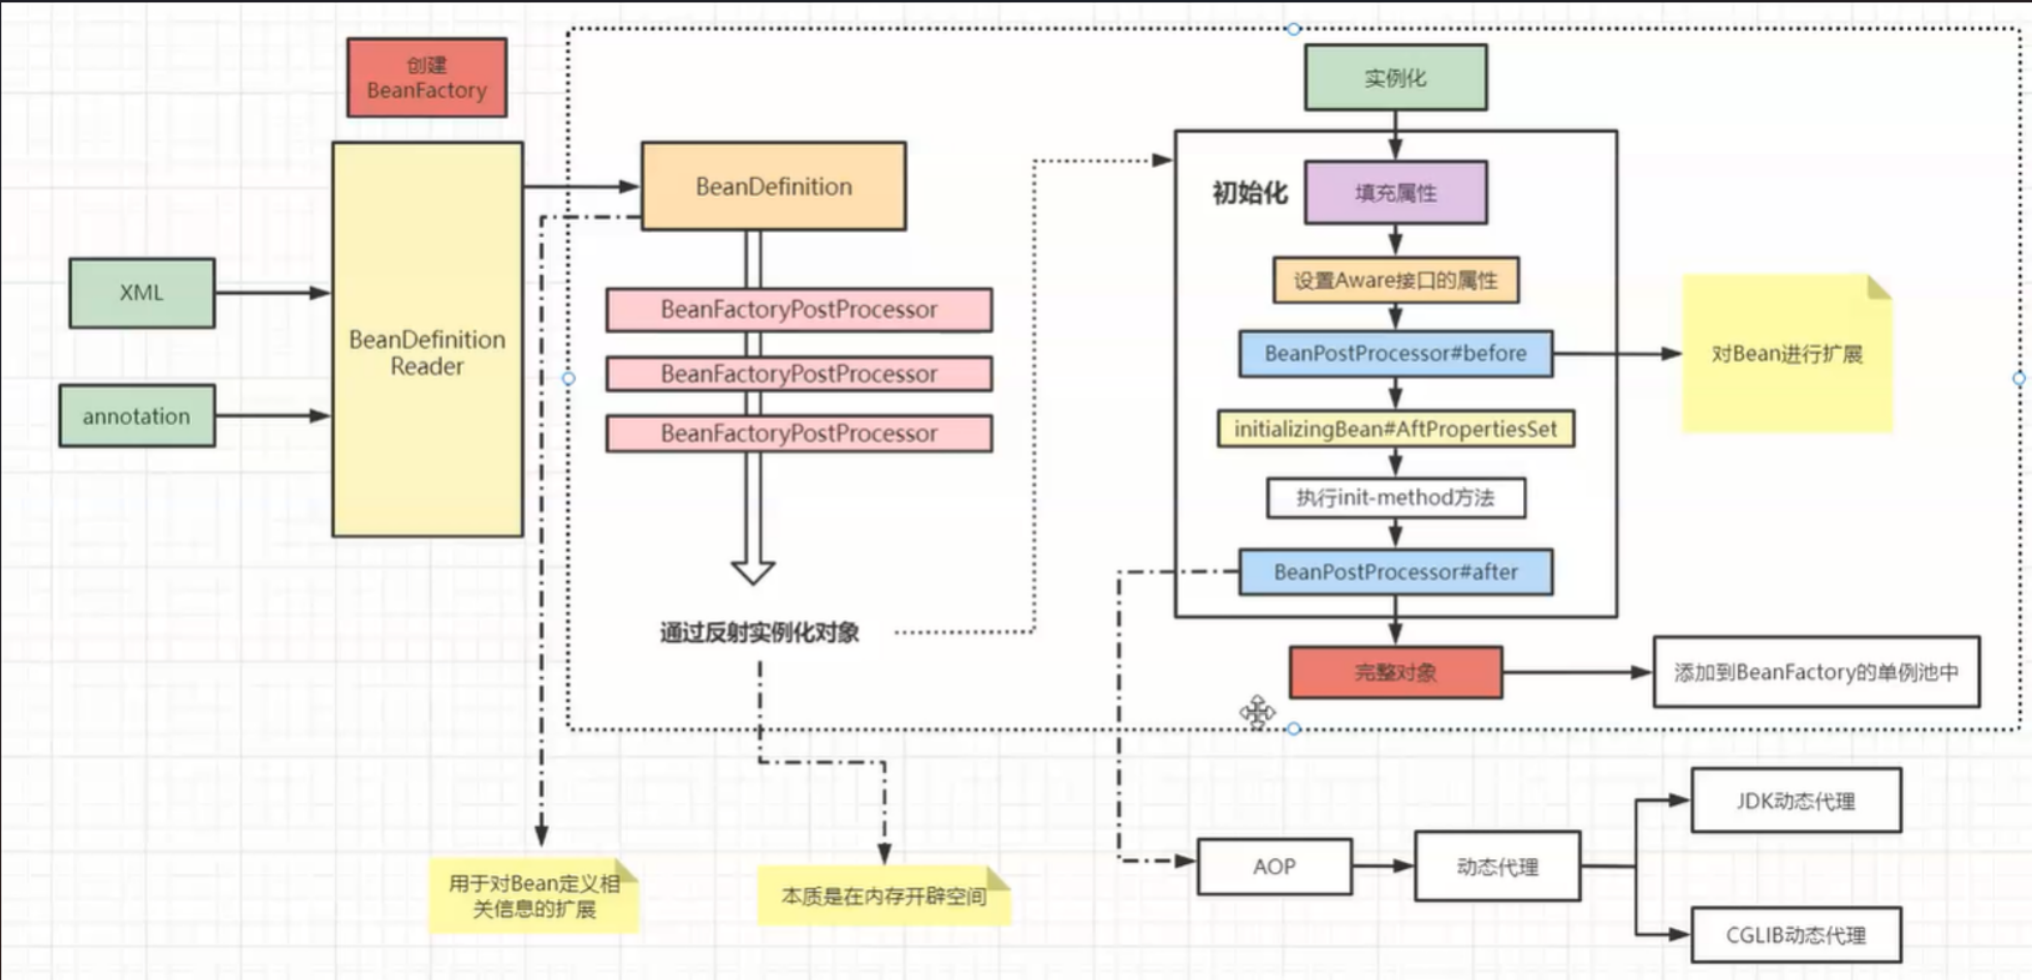 创建
BeanFactory
XML
annotation
BeanDefinition
Reader
BeanDefinition
BeanFactoryPostProcessor
BeanFactoryPostProcessor
BeanFactoryPostProcessor
通过反射实例化对象
用于对Bean定义相
关信息的扩展
本质是在内存开辟空间
实例化
初始化
填充属性
设置Aware接口的属性
BeanPostProcessor#before
对Bean进行扩展
initializingBean#AftPropertiesSet
执行init-method方法
BeanPostProcessor#after
完整对象
添加到BeanFactory的单例池中
AOP
动态代理
JDK动态代理
CGLIB动态代理